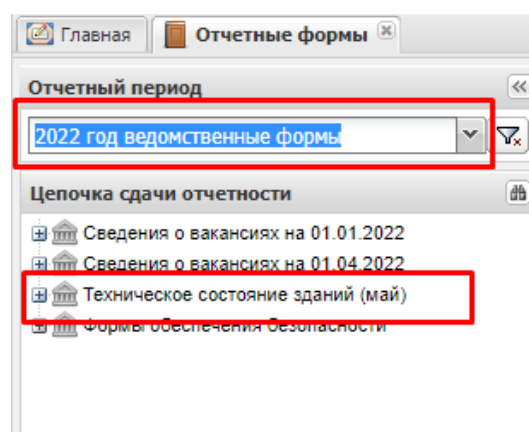 Главная Отчетные формы
Отчетный период
2022 год ведомственные формы
Цепочка сдачи отчетности
Сведения о вакансиях на 01.01.2022
Сведения о вакансиях на 01.04.2022
Техническое состояние зданий (май)
Формы обеспечения безопасности